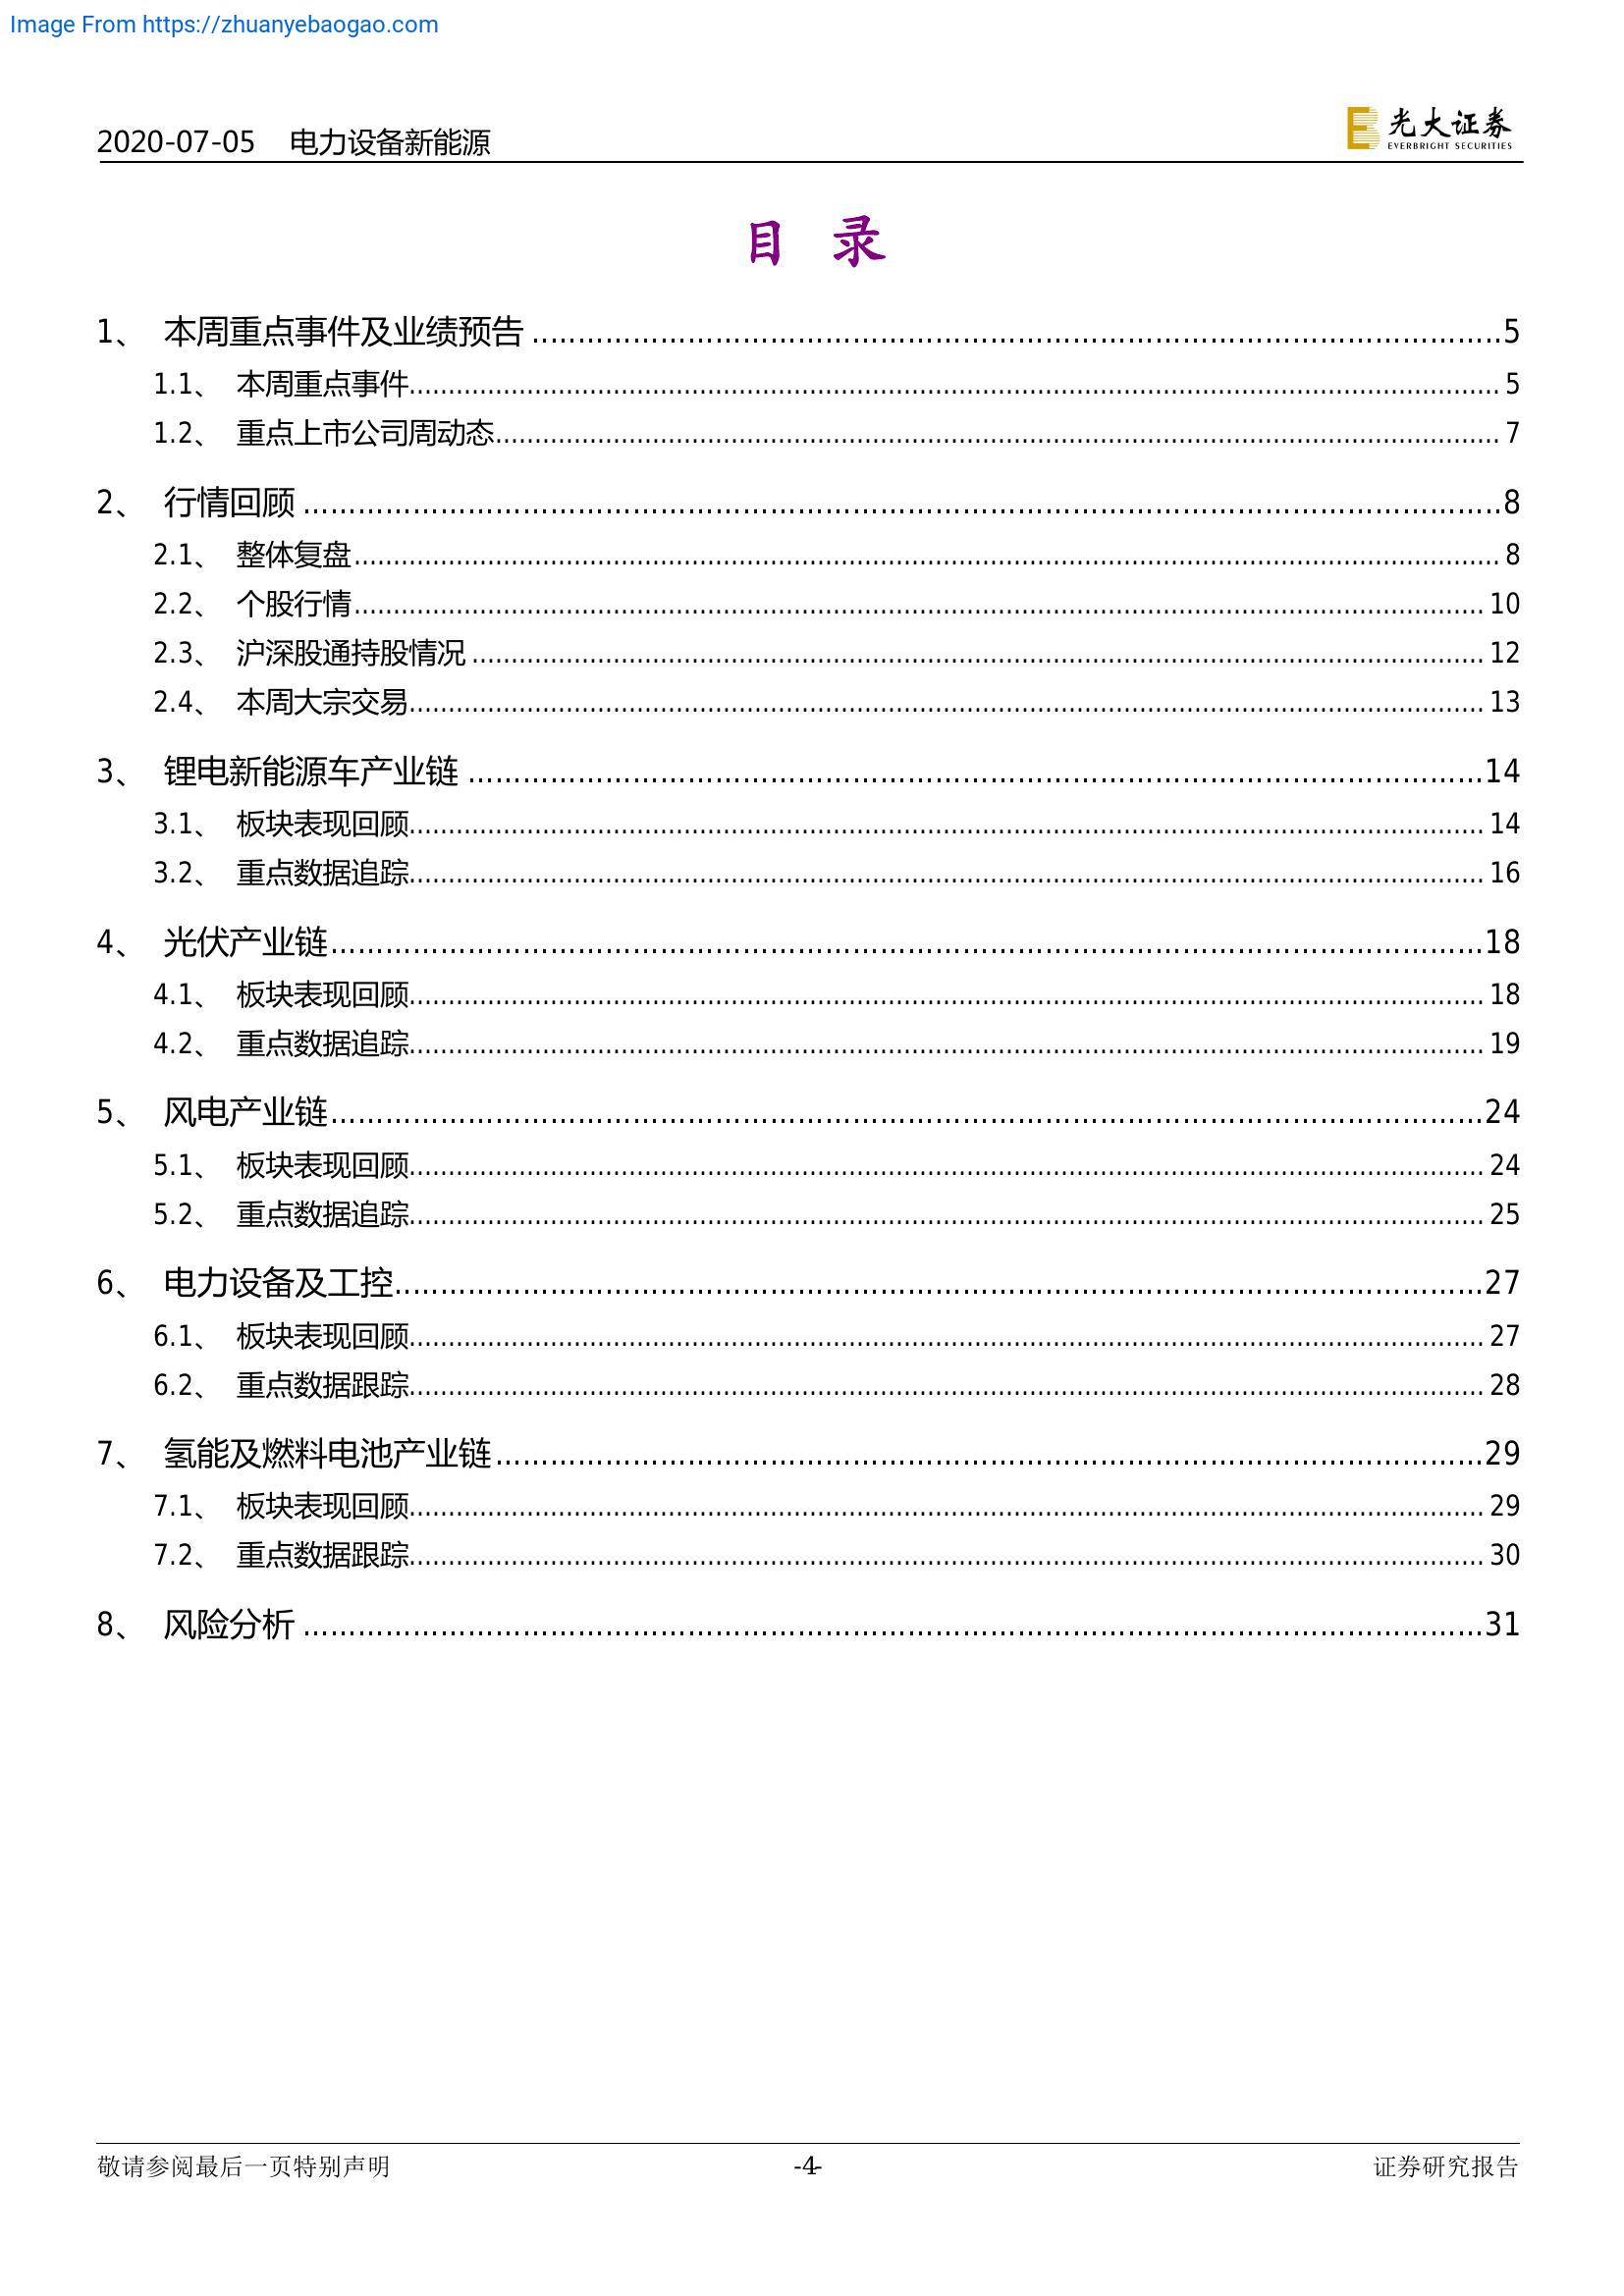 Image From https://zhuanyebaogao.com
2020-07-05 电力设备新能源
光大证券
EVERBRIGHT SECURITIES
目 录
1、 本周重点事件及业绩预告 5
1.1、 本周重点事件 5
1.2、 重点上市公司周动态 7
2、 行情回顾 8
2.1、 整体复盘 8
2.2、 个股行情 10
2.3、 沪深股通持股情况 12
2.4、 本周大宗交易 13
3、 锂电新能源车产业链 14
3.1、 板块表现回顾 14
3.2、 重点数据追踪 16
4、 光伏产业链 18
4.1、 板块表现回顾 18
4.2、 重点数据追踪 19
5、 风电产业链 24
5.1、 板块表现回顾 24
5.2、 重点数据追踪 25
6、 电力设备及工控 27
6.1、 板块表现回顾 27
6.2、 重点数据跟踪 28
7、 氢能及燃料电池产业链 29
7.1、 板块表现回顾 29
7.2、 重点数据跟踪 30
8、 风险分析 31
敬请参阅最后一页特别声明 -4- 证券研究报告